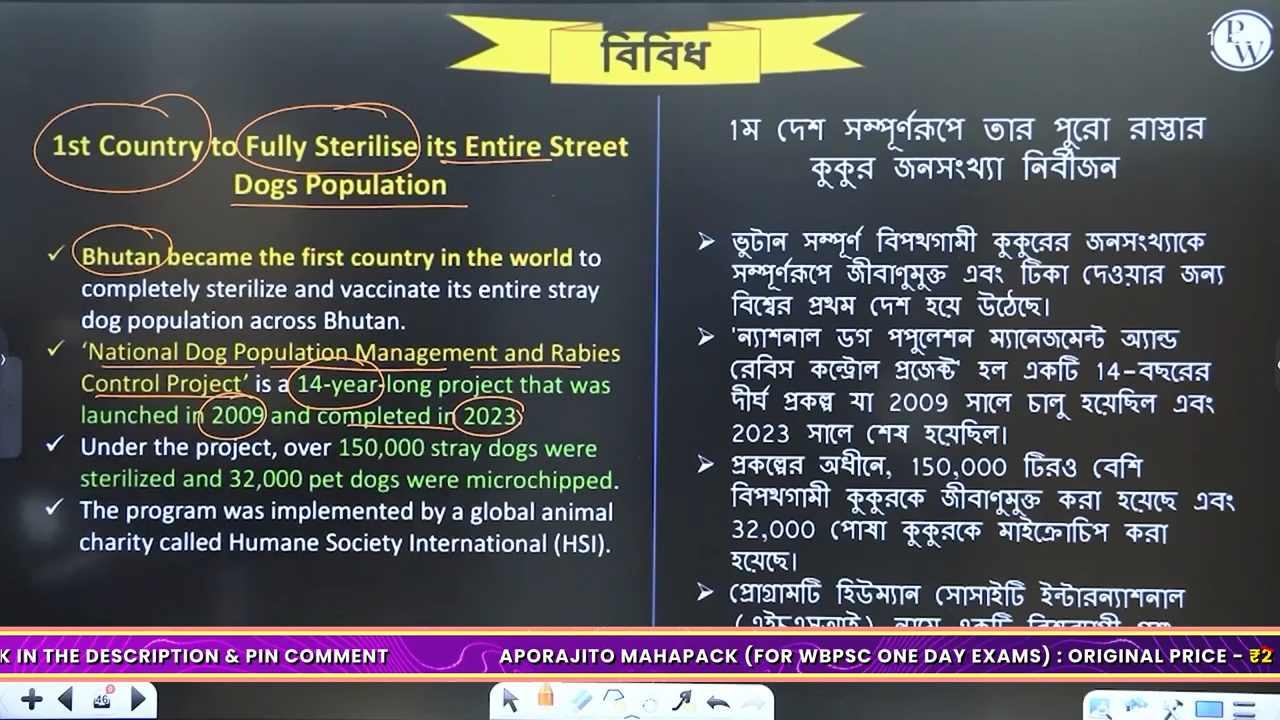 বিবিধ
PW
1st Country to Fully Sterilise its Entire Street
Dogs Population
Bhutan became the first country in the world to
completely sterilize and vaccinate its entire stray
dog population across Bhutan.
‘National Dog Population Management and Rabies
Control Project’ is a 14-year-long project that was
launched in 2009 and completed in 2023.
Under the project, over 150,000 stray dogs were
sterilized and 32,000 pet dogs were microchipped.
The program was implemented by a global animal
charity called Humane Society International (HSI).
1ম দেশ সম্পূর্ণরূপে তার পুরো রাস্তার
কুকুর জনসংখ্যা নির্বীজন
ভুটান সম্পূর্ণ বিপথগামী কুকুরের জনসংখ্যাকে
সম্পূর্ণরূপে জীবাণুমুক্ত এবং টিকা দেওয়ার জন্য
বিশ্বের প্রথম দেশ হয়ে উঠেছে।
'ন্যাশনাল ডগ পপুলেশন ম্যানেজমেন্ট অ্যান্ড
রেবিস কন্ট্রোল প্রজেক্ট' হল একটি 14-বছরের
দীর্ঘ প্রকল্প যা 2009 সালে চালু হয়েছিল এবং
2023 সালে শেষ হয়েছিল।
প্রকল্পের অধীনে, 150,000 টিরও বেশি
বিপথগামী কুকুরকে জীবাণুমুক্ত করা হয়েছে এবং
32,000 পোষা কুকুরকে মাইক্রোচিপ করা
হয়েছে।
প্রোগ্রামটি হিউম্যান সোসাইটি ইন্টারন্যাশনাল
K IN THE DESCRIPTION & PIN COMMENT APORAJITO MAHAPACK (FOR WBPSC ONE DAY EXAMS) : ORIGINAL PRICE - ₹2
46